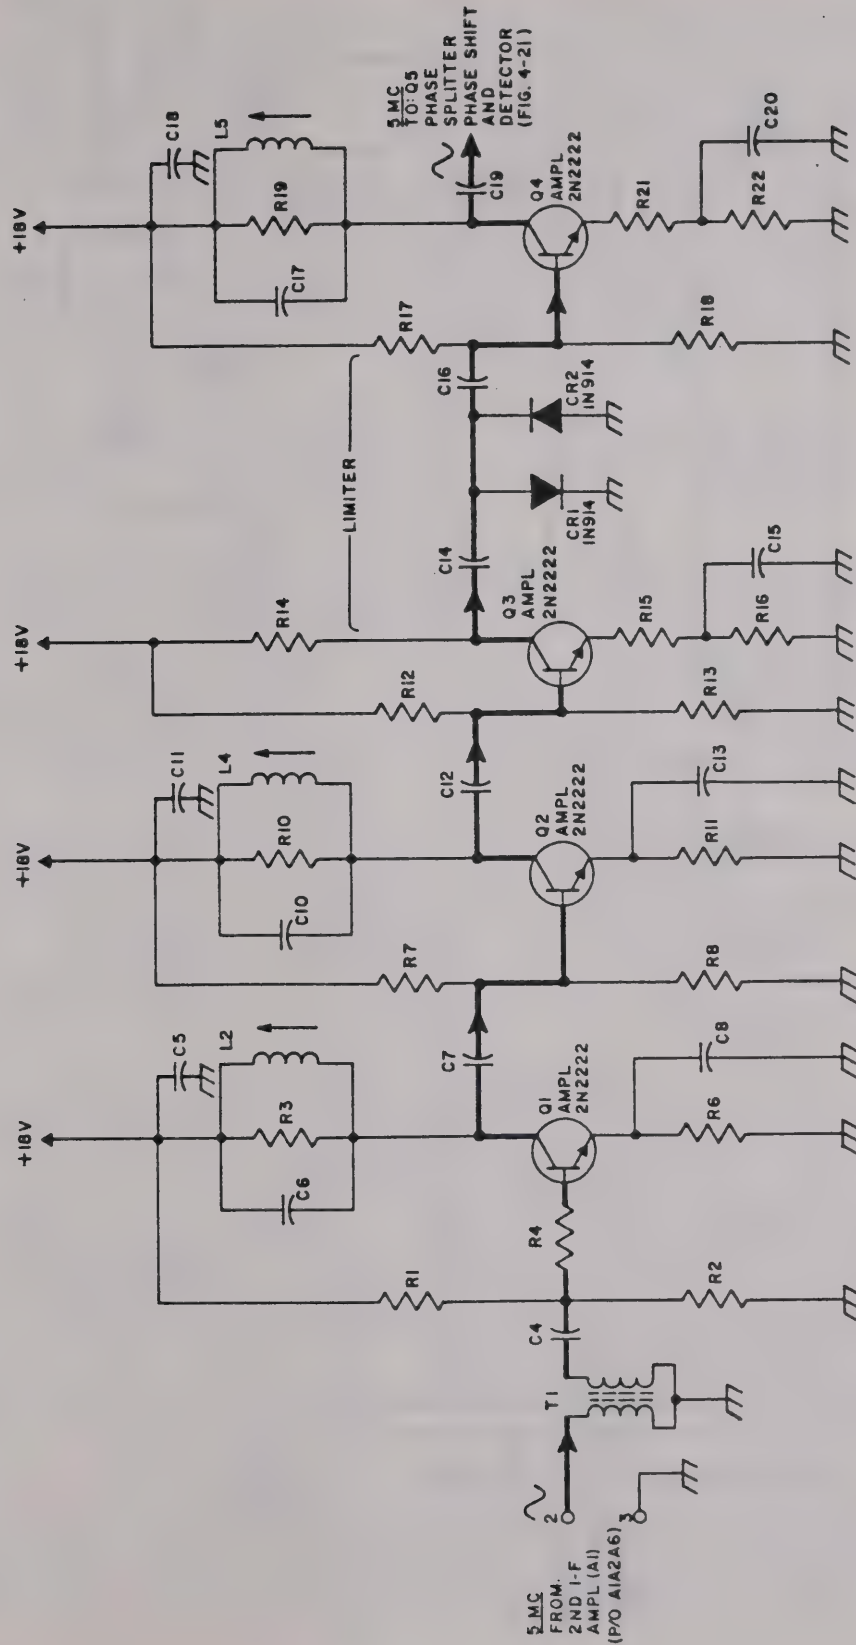 5 MC
FROM
2ND I-F
AMPL (A1)
(P/O A1A2A6)
2
3
T1
C4
R1
R2
R4
+18V
C5
L2
R3
C6
Q1
AMPL
2N2222
R6
C8
C7
R7
R8
+18V
C11
L4
R10
C10
Q2
AMPL
2N2222
R11
C13
C12
R12
R13
+18V
R14
Q3
AMPL
2N2222
R15
R16
C15
LIMITER
C14
CR1
1N914
CR2
1N914
C16
R17
R18
+18V
C18
L5
R19
C17
Q4
AMPL
2N2222
R21
R22
C20
C19
5 MC
TO: Q5
PHASE
SPLITTER
PHASE SHIFT
AND
DETECTOR
(FIG. 4-21)